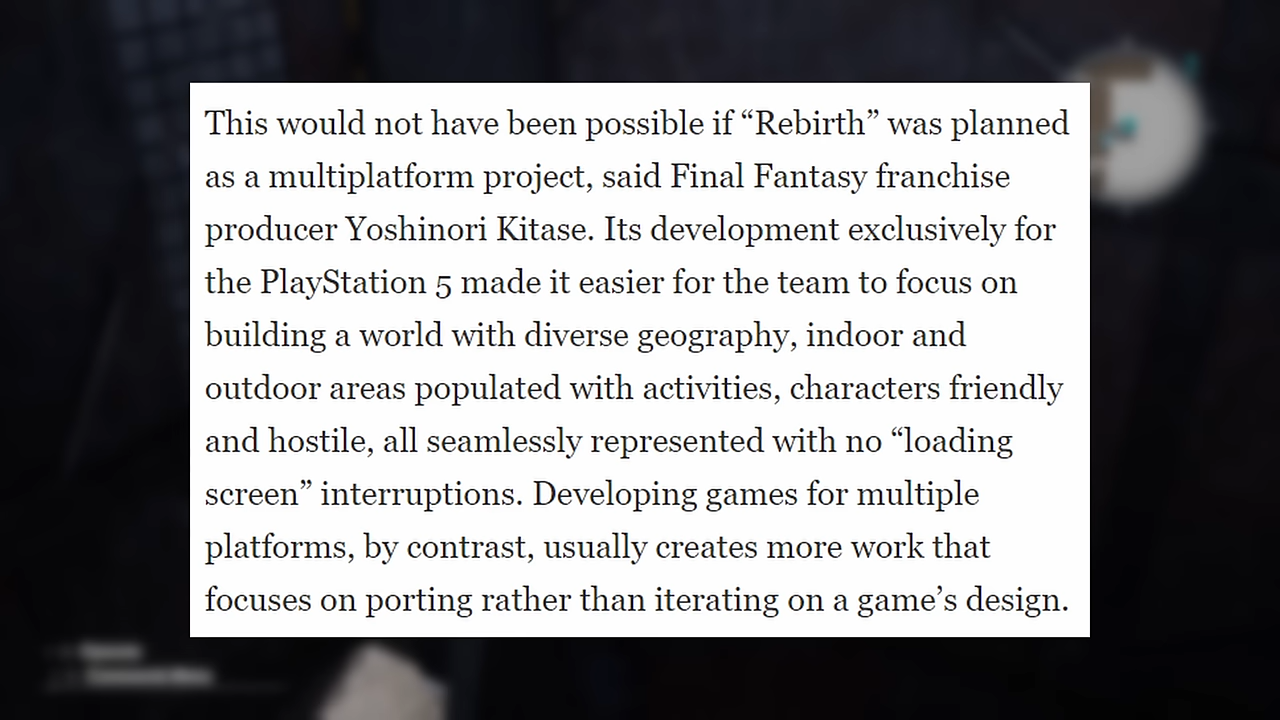 This would not have been possible if “Rebirth” was planned
as a multiplatform project, said Final Fantasy franchise
producer Yoshinori Kitase. Its development exclusively for
the PlayStation 5 made it easier for the team to focus on
building a world with diverse geography, indoor and
outdoor areas populated with activities, characters friendly
and hostile, all seamlessly represented with no “loading
screen” interruptions. Developing games for multiple
platforms, by contrast, usually creates more work that
focuses on porting rather than iterating on a game’s design.